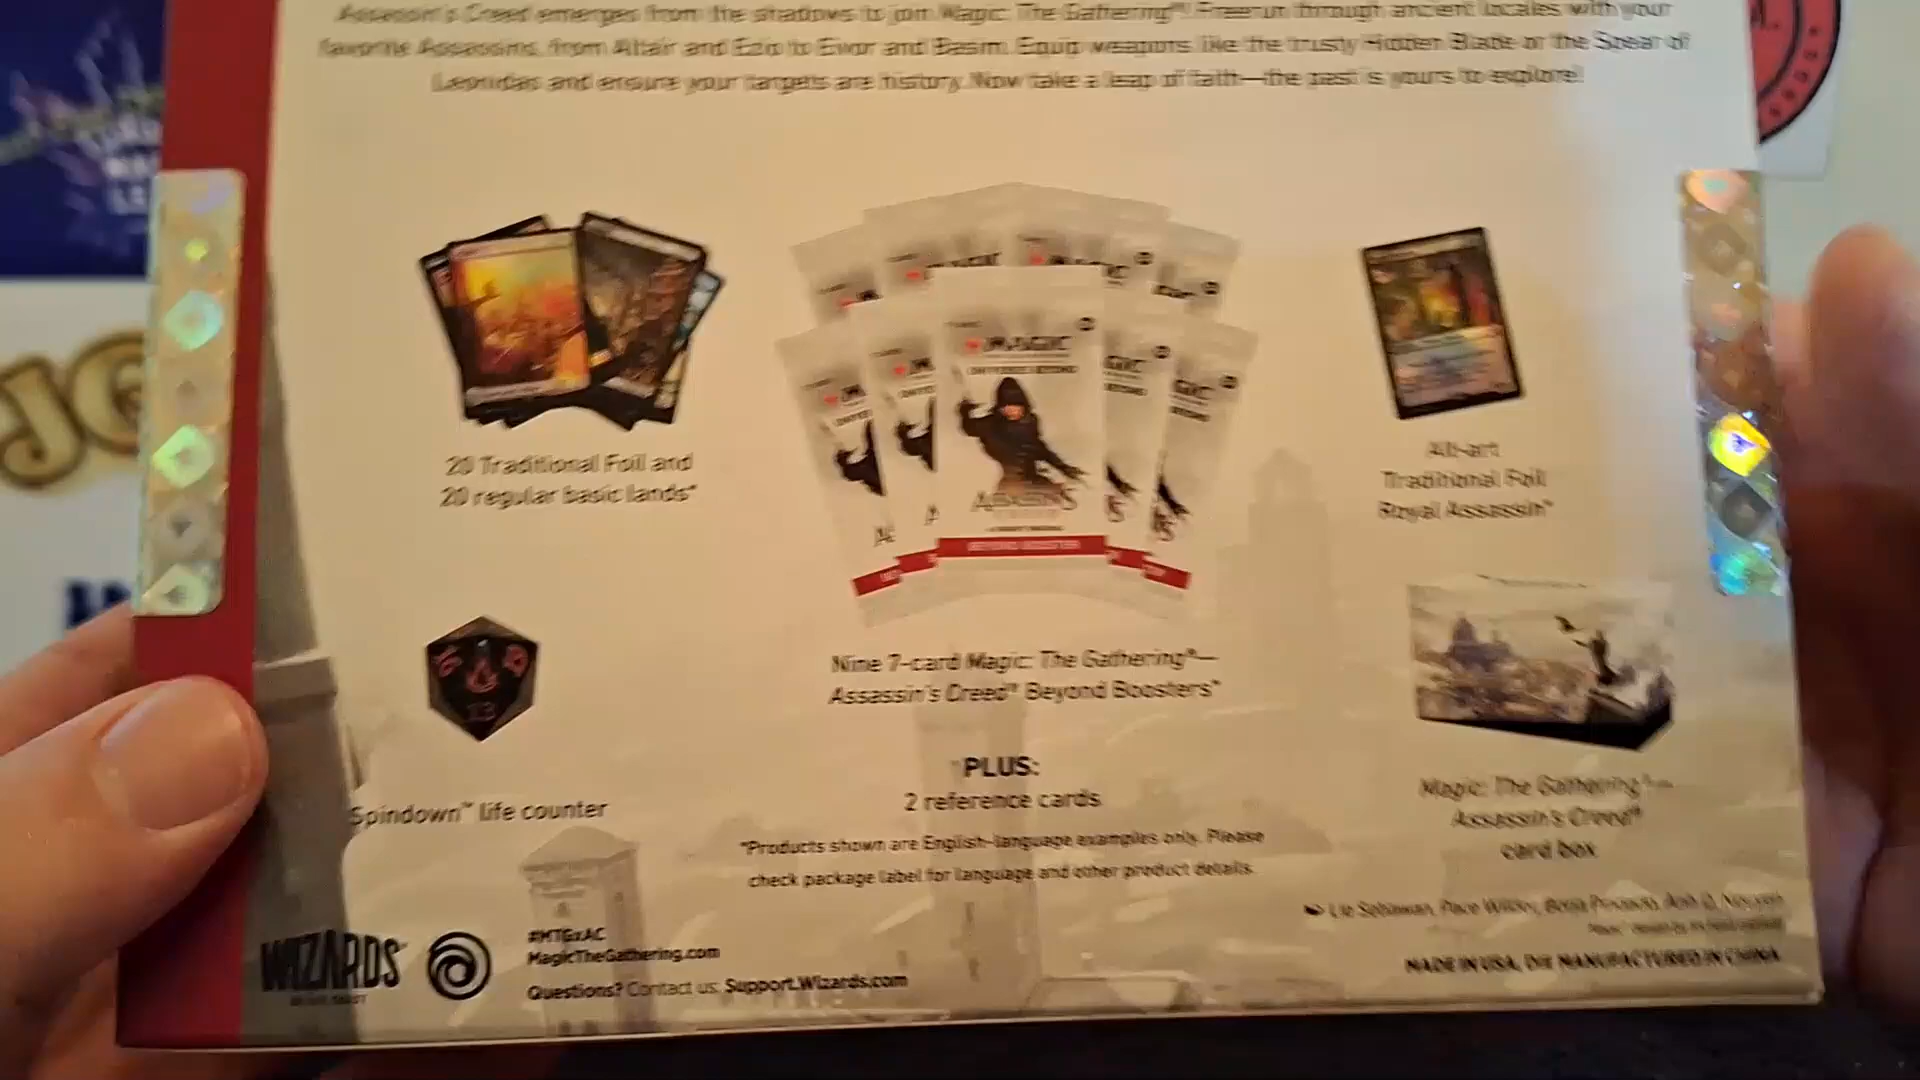 Assassin's Creed emerges from the shadows to join Magic: The Gathering®! Freerun through ancient locales with your
favorite Assassins, from Altaïr and Ezio to Eivor and Basim. Equip weapons like the trusty Hidden Blade or the Spear of
Leonidas and ensure your targets are history. Now take a leap of faith—the past is yours to explore!
20 Traditional Foil and
20 regular basic lands*
MAGIC
ASSASSIN'S
BEYOND BOOSTER
Alt-art
Traditional Foil
Royal Assassin*
13
Spindown™ life counter
Nine 7-card Magic: The Gathering®—
Assassin's Creed® Beyond Boosters*
PLUS:
2 reference cards
Magic: The Gathering®—
Assassin's Creed®
card box
*Products shown are English-language examples only. Please
check package label for language and other product details.
WIZARDS
#MTGxAC
MagicTheGathering.com
Questions? Contact us: Support.Wizards.com
MADE IN USA, DIE MANUFACTURED IN CHINA